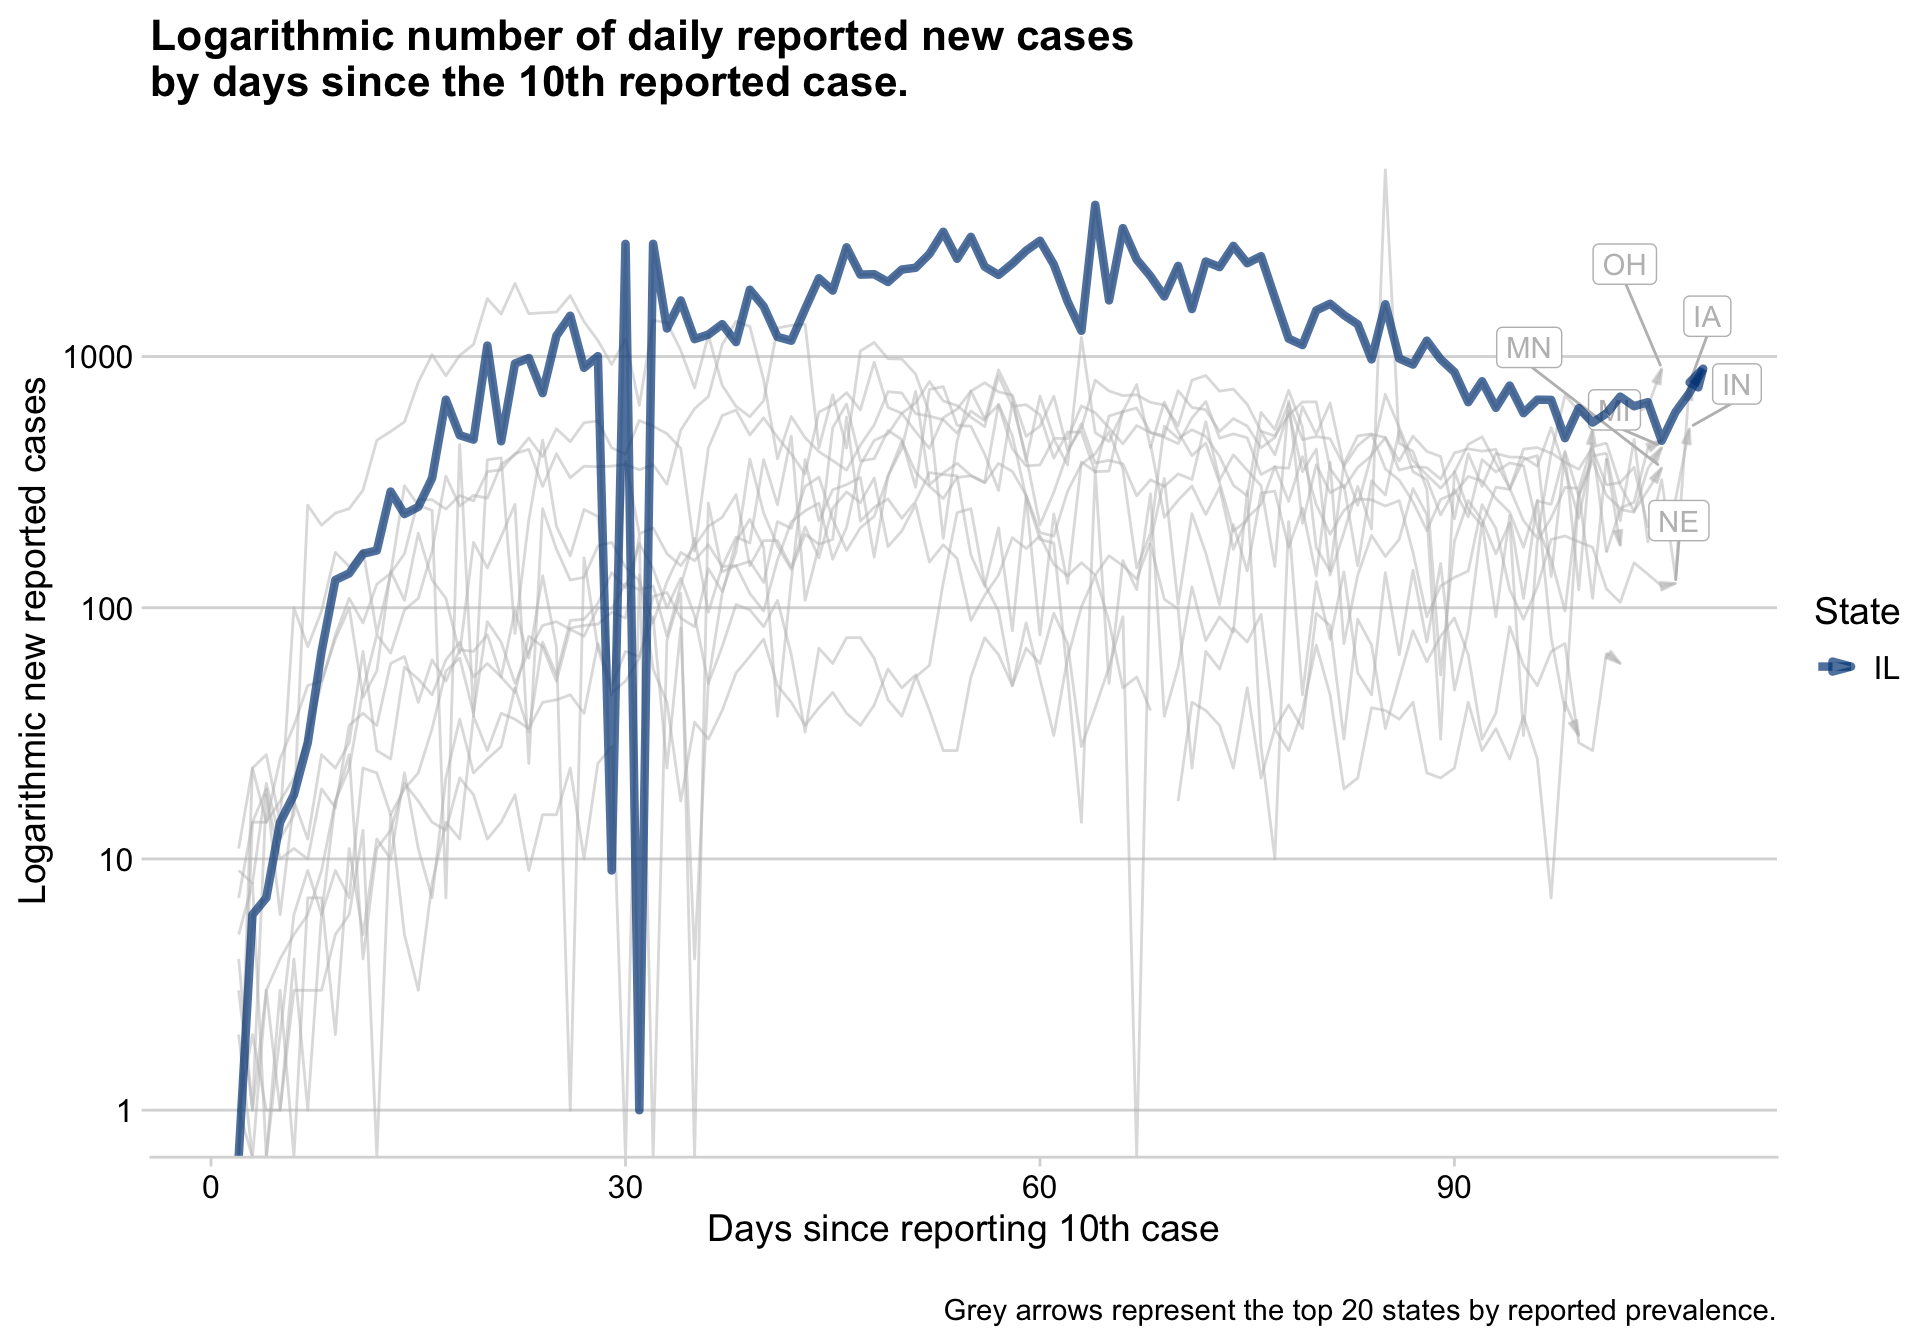 Logarithmic number of daily reported new cases
by days since the 10th reported case.
Logarithmic new reported cases
1000
100
10
1
OH
IA
MN
IN
MI
NE
State
IL
0
30
60
90
Days since reporting 10th case
Grey arrows represent the top 20 states by reported prevalence.